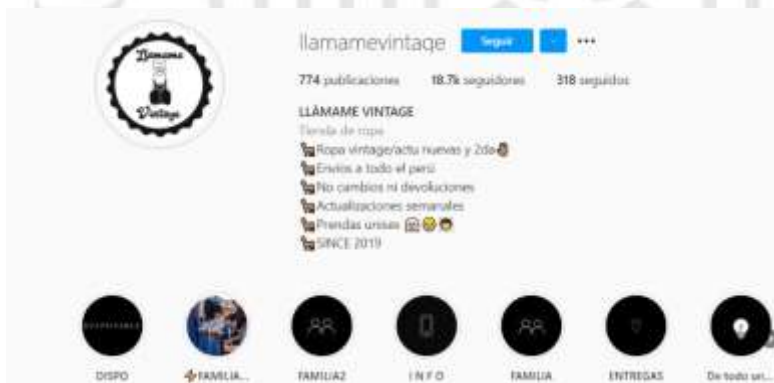 Llamame
Vintage
llamamevintage Seguir
774 publicaciones 18.7k seguidores 318 seguidos
LLÁMAME VINTAGE
Tienda de ropa
Ropa vintage/actu nuevas y 2da
Envíos a todo el perú
No cambios ni devoluciones
Actualizaciones semanales
Prendas unisex
SINCE 2019
DISPONIBLE
DISPO FAMILIA... FAMILIA2 I N F O FAMILIA ENTREGAS De todo un...